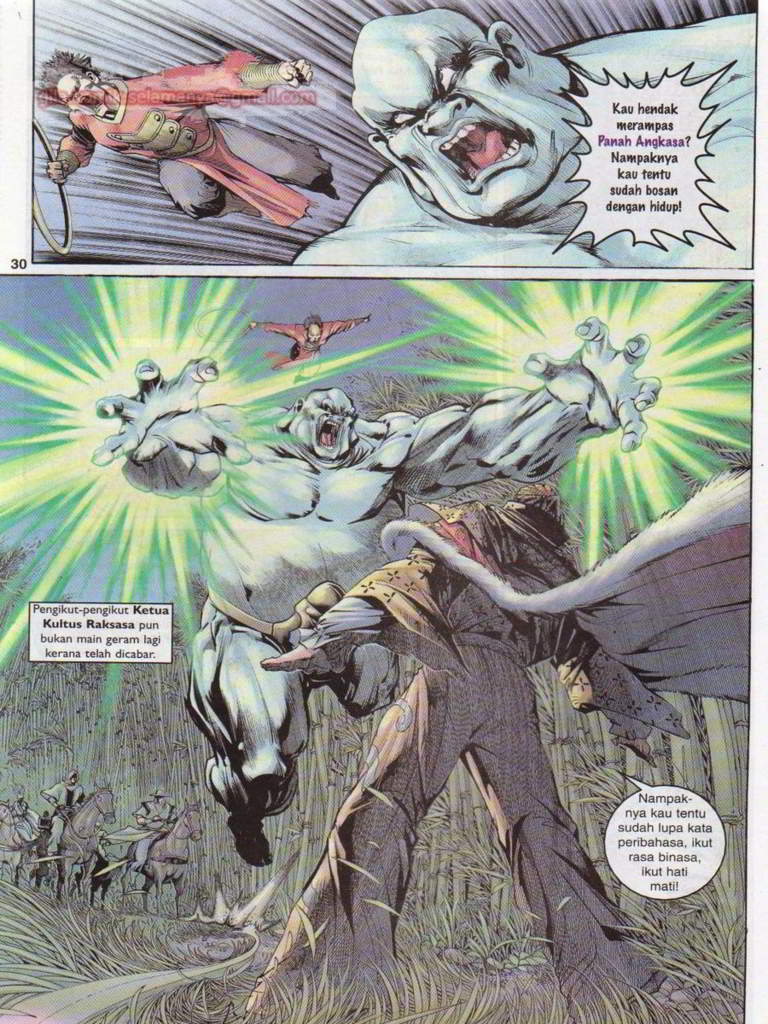 Kau hendak
merampas
Panah Angkasa?
Nampaknya
kau tentu
sudah bosan
dengan hidup!
30
Pengikut-pengikut Ketua
Kultus Raksasa pun
bukan main geram lagi
kerana telah dicabar.
Nampak-
nya kau tentu
sudah lupa kata
peribahasa, ikut
rasa binasa,
ikut hati
mati!